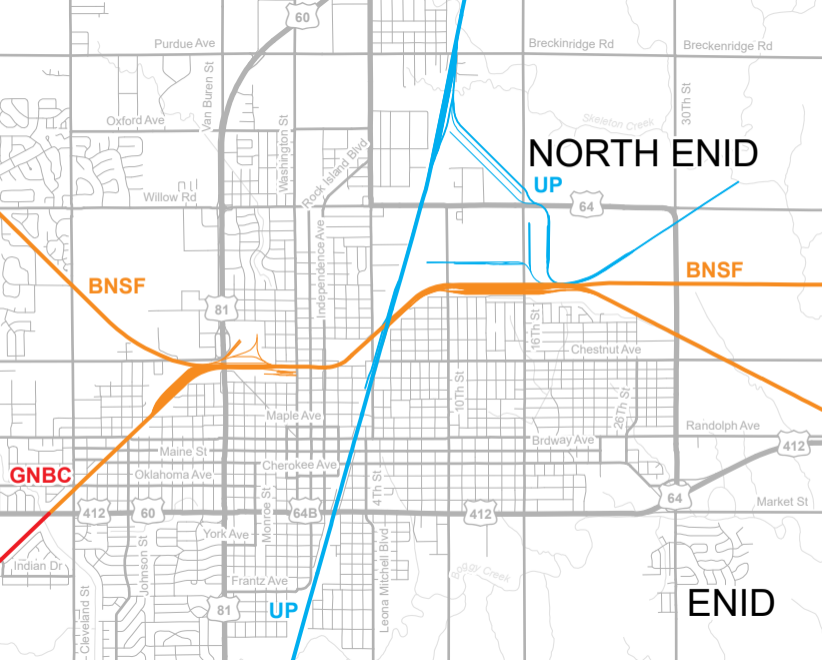 60
Purdue Ave
Breckinridge Rd
Breckenridge Rd
Van Buren St
30Th St
Oxford Ave
Washington St
Skeleton Creek
NORTH ENID
Rock Island Blvd
UP
Willow Rd
64
Independence Ave
BNSF
BNSF
81
16Th St
Chestnut Ave
10Th St
26Th St
Maple Ave
Randolph Ave
Brdway Ave
412
Maine St
Cherokee Ave
GNBC
Oklahoma Ave
4Th St
Monroe St
64
Market St
412
60
64B
412
York Ave
Johnson St
Indian Dr
Leona Mitchell Blvd
Boggy Creek
Frantz Ave
Cleveland St
81
UP
ENID